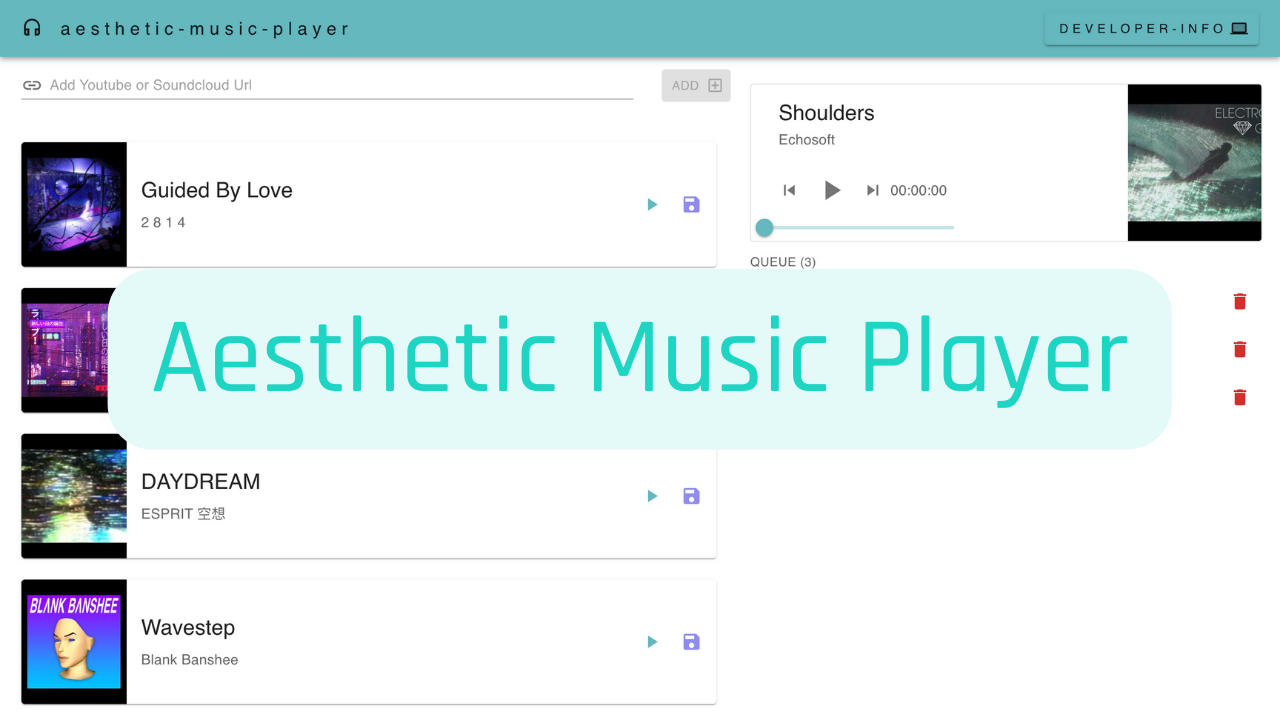 aesthetic-music-player
DEVELOPER-INFO
Add Youtube or Soundcloud Url
ADD
Guided By Love
2 8 1 4
DAYDREAM
ESPRIT 空想
BLANK BANSHEE
Wavestep
Blank Banshee
Shoulders
Echosoft
00:00:00
QUEUE (3)
Aesthetic Music Player